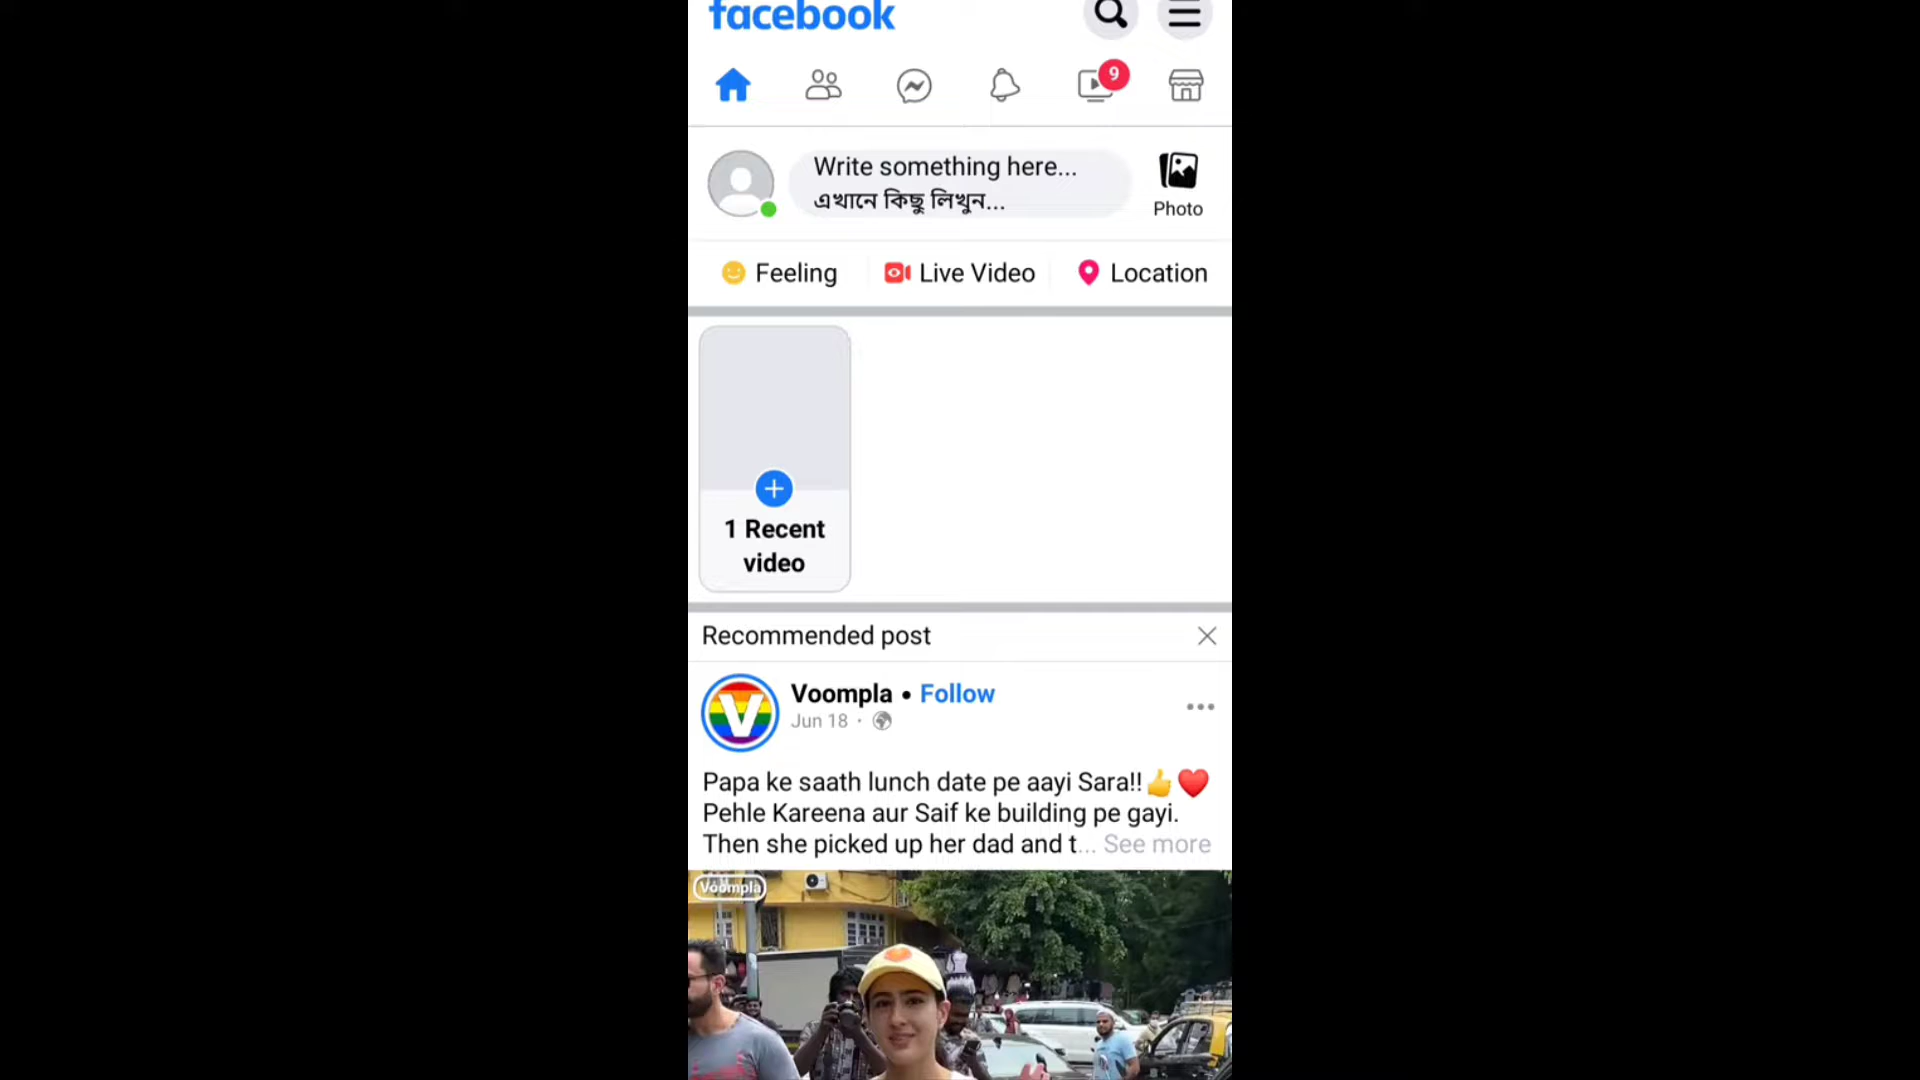 facebook
9
Write something here...
এখানে কিছু লিখুন...
Photo
Feeling
Live Video
Location
1 Recent
video
Recommended post
V
Voompla • Follow
Jun 18 ·
Papa ke saath lunch date pe aayi Sara!!👍❤️
Pehle Kareena aur Saif ke building pe gayi.
Then she picked up her dad and t... See more
Voompla